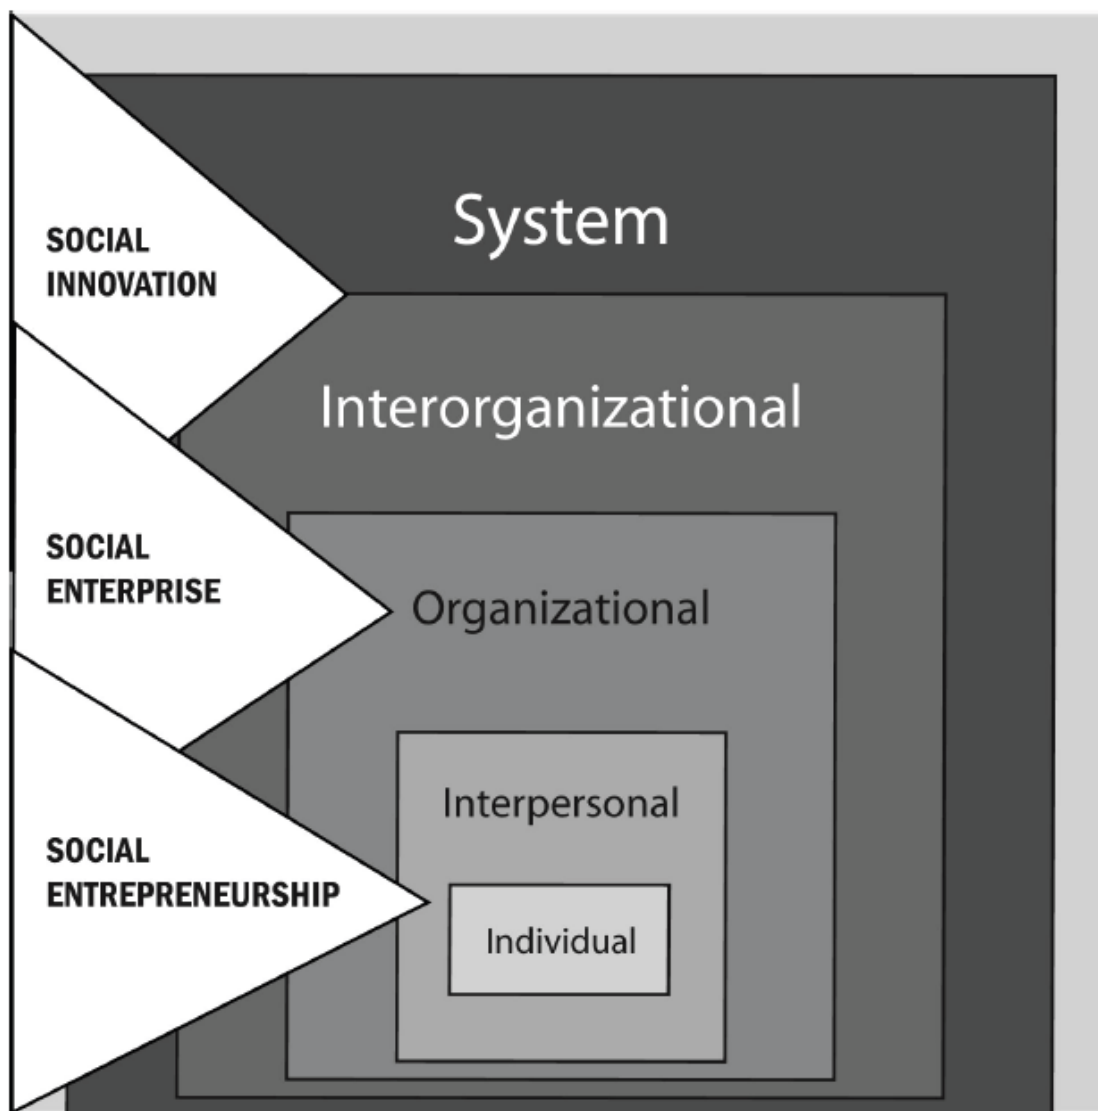 System
SOCIAL
INNOVATION
Interorganizational
SOCIAL
ENTERPRISE
Organizational
Interpersonal
SOCIAL
ENTREPRENEURSHIP
Individual